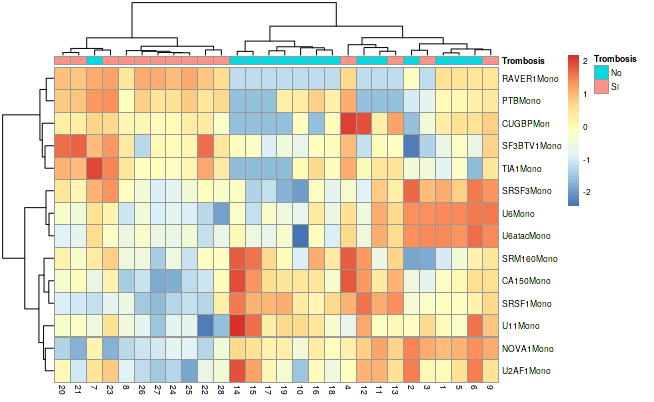 Trombosis
Trombosis
No
SI
2
1
0
-1
-2
RAVER1Mono
PTBMono
CUGBPMon
SF3BTV1Mono
TIA1Mono
SRSF3Mono
U6Mono
U6atacMono
SRM160Mono
CA150Mono
SRSF1Mono
U11Mono
NOVA1Mono
U2AF1Mono
20 21 7 23 8 26 27 24 25 22 28 14 15 17 19 10 16 18 4 12 11 13 2 3 1 5 6 9